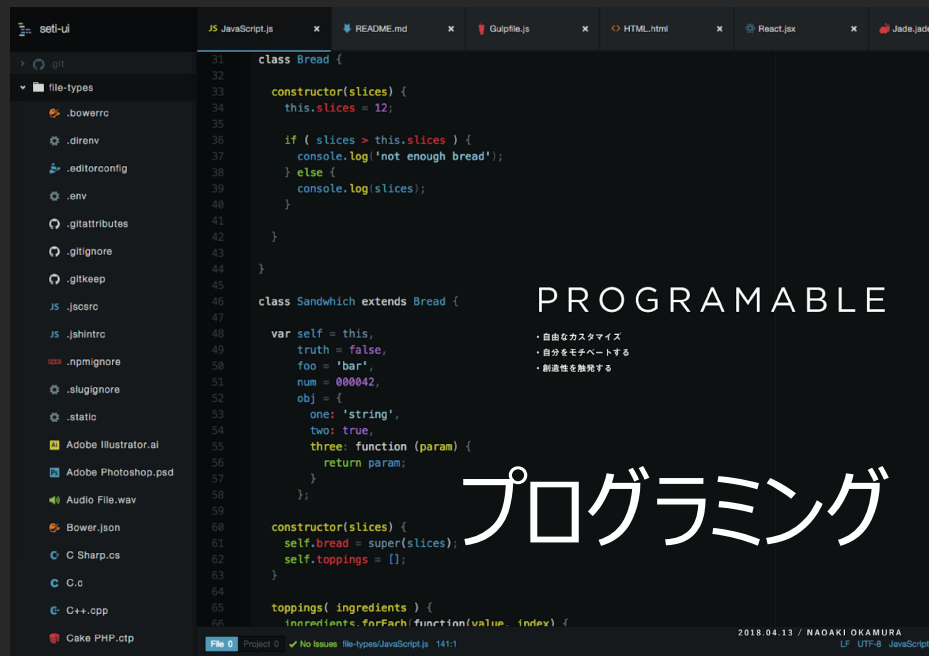 seti-ui
JS JavaScript.js ×
README.md ×
Gulpfile.js ×
HTML.html ×
React.jsx ×
Jade.jade
.git
file-types
.bowerrc
.direnv
.editorconfig
.env
.gitattributes
.gitignore
.gitkeep
JS .jscsrc
JS .jshintrc
.npmignore
.slugignore
.static
Ai Adobe Illustrator.ai
Ps Adobe Photoshop.psd
Audio File.wav
Bower.json
C Sharp.cs
C.c
C++.cpp
Cake PHP.ctp
31 class Bread {
32
33 constructor(slices) {
34 this.slices = 12;
35
36 if ( slices > this.slices ) {
37 console.log('not enough bread');
38 } else {
39 console.log(slices);
40 }
41
42 }
43
44 }
45
46 class Sandwhich extends Bread {
47
48 var self = this,
49 truth = false,
50 foo = 'bar',
51 num = 000042,
52 obj = {
53 one: 'string',
54 two: true,
55 three: function (param) {
56 return param;
57 }
58 };
59
60 constructor(slices) {
61 self.bread = super(slices);
62 self.toppings = [];
63 }
64
65 toppings( ingredients ) {
66 ingredients.forEach(function(value, index) {
PROGRAMABLE
・自由なカスタマイズ
・自分をモチベートする
・創造性を触発する
プログラミング
2018.04.13 / NAOAKI OKAMURA
File 0 Project 0 ✔ No Issues file-types/JavaScript.js 141:1
LF UTF-8 JavaScript